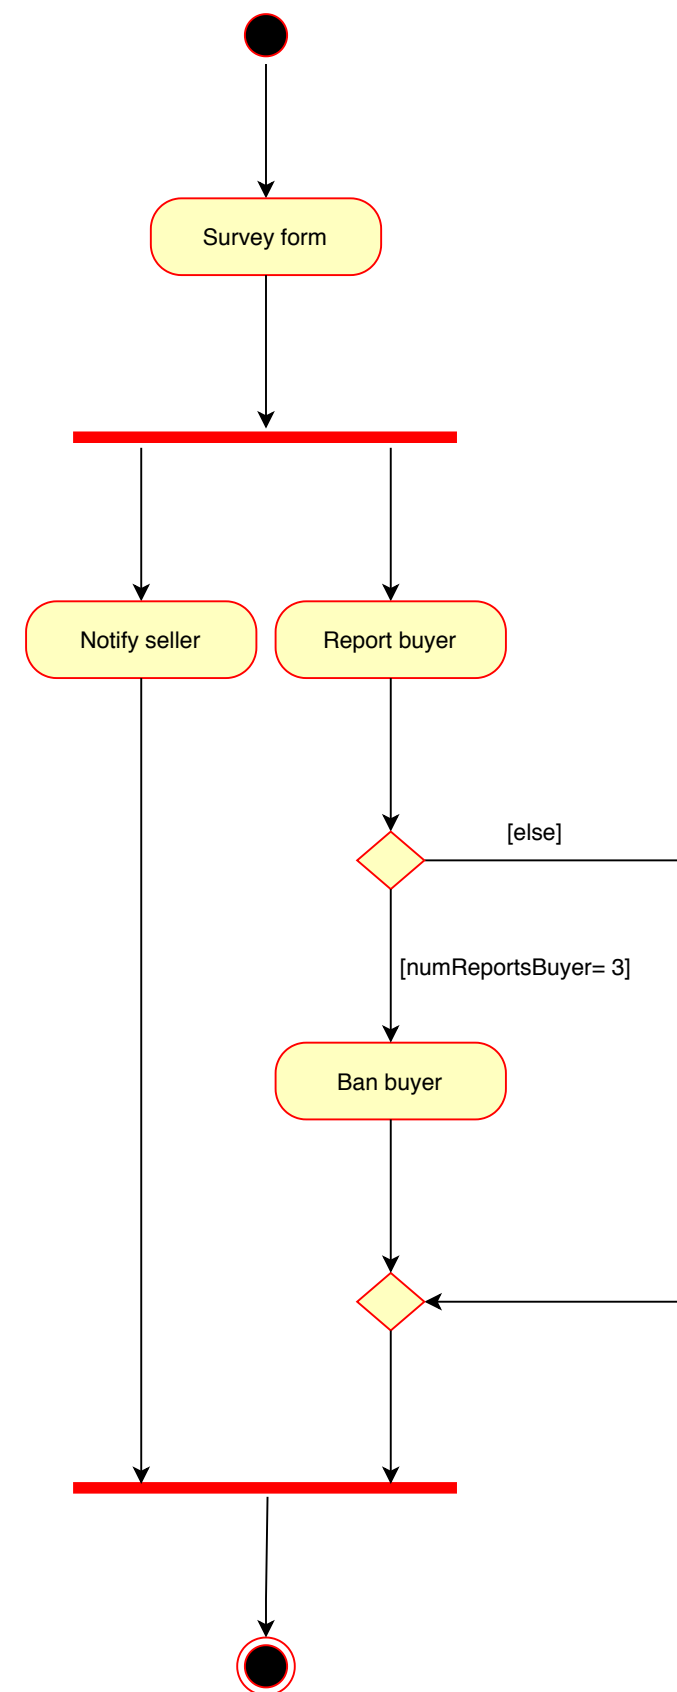 Survey form
Notify seller
Report buyer
[else]
[numReportsBuyer= 3]
Ban buyer